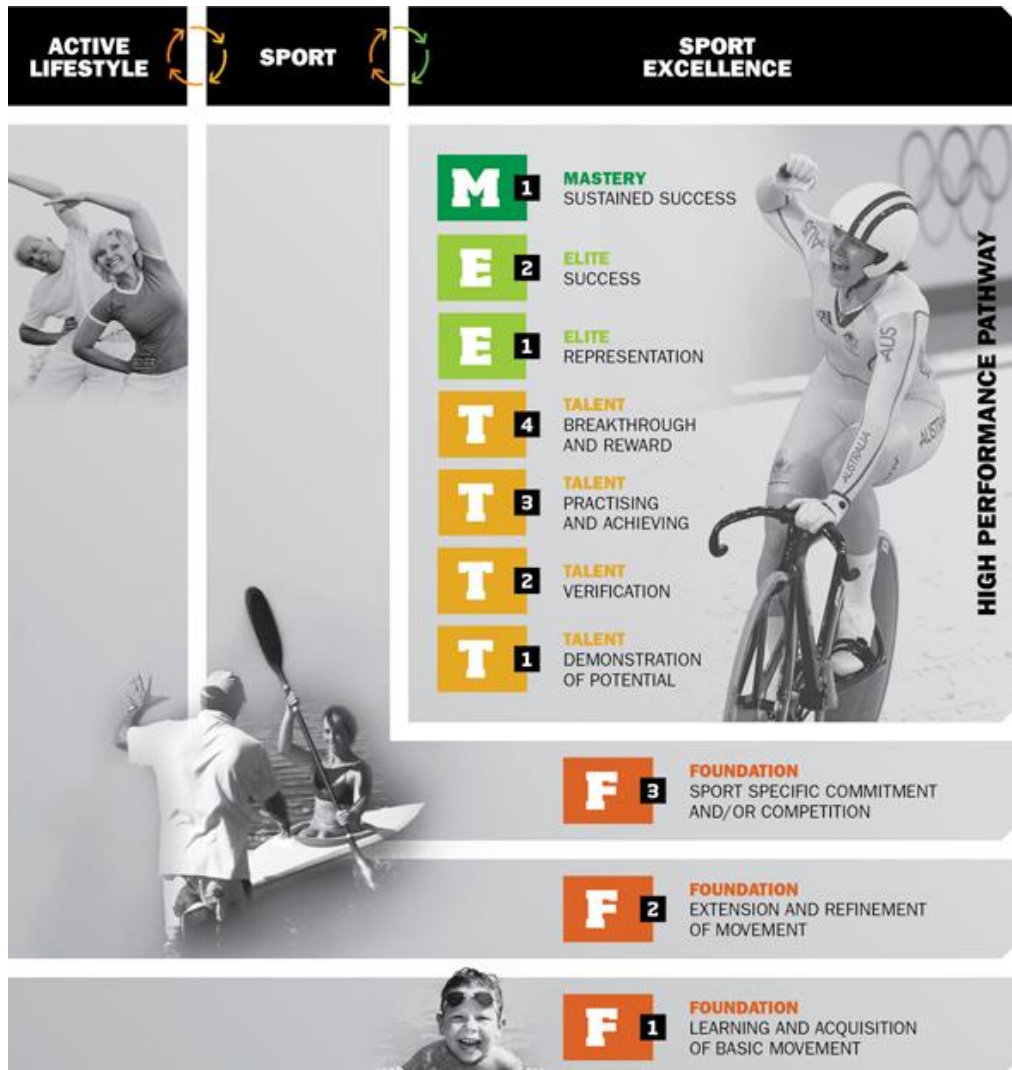 ACTIVE
LIFESTYLE
SPORT
SPORT
EXCELLENCE
M 1
MASTERY
SUSTAINED SUCCESS
E 2
ELITE
SUCCESS
E 1
ELITE
REPRESENTATION
T 4
TALENT
BREAKTHROUGH
AND REWARD
T 3
TALENT
PRACTISING
AND ACHIEVING
T 2
TALENT
VERIFICATION
T 1
TALENT
DEMONSTRATION
OF POTENTIAL
HIGH PERFORMANCE PATHWAY
AUS
AUS
AUSTRALIA
F 3
FOUNDATION
SPORT SPECIFIC COMMITMENT
AND/OR COMPETITION
F 2
FOUNDATION
EXTENSION AND REFINEMENT
OF MOVEMENT
F 1
FOUNDATION
LEARNING AND ACQUISITION
OF BASIC MOVEMENT